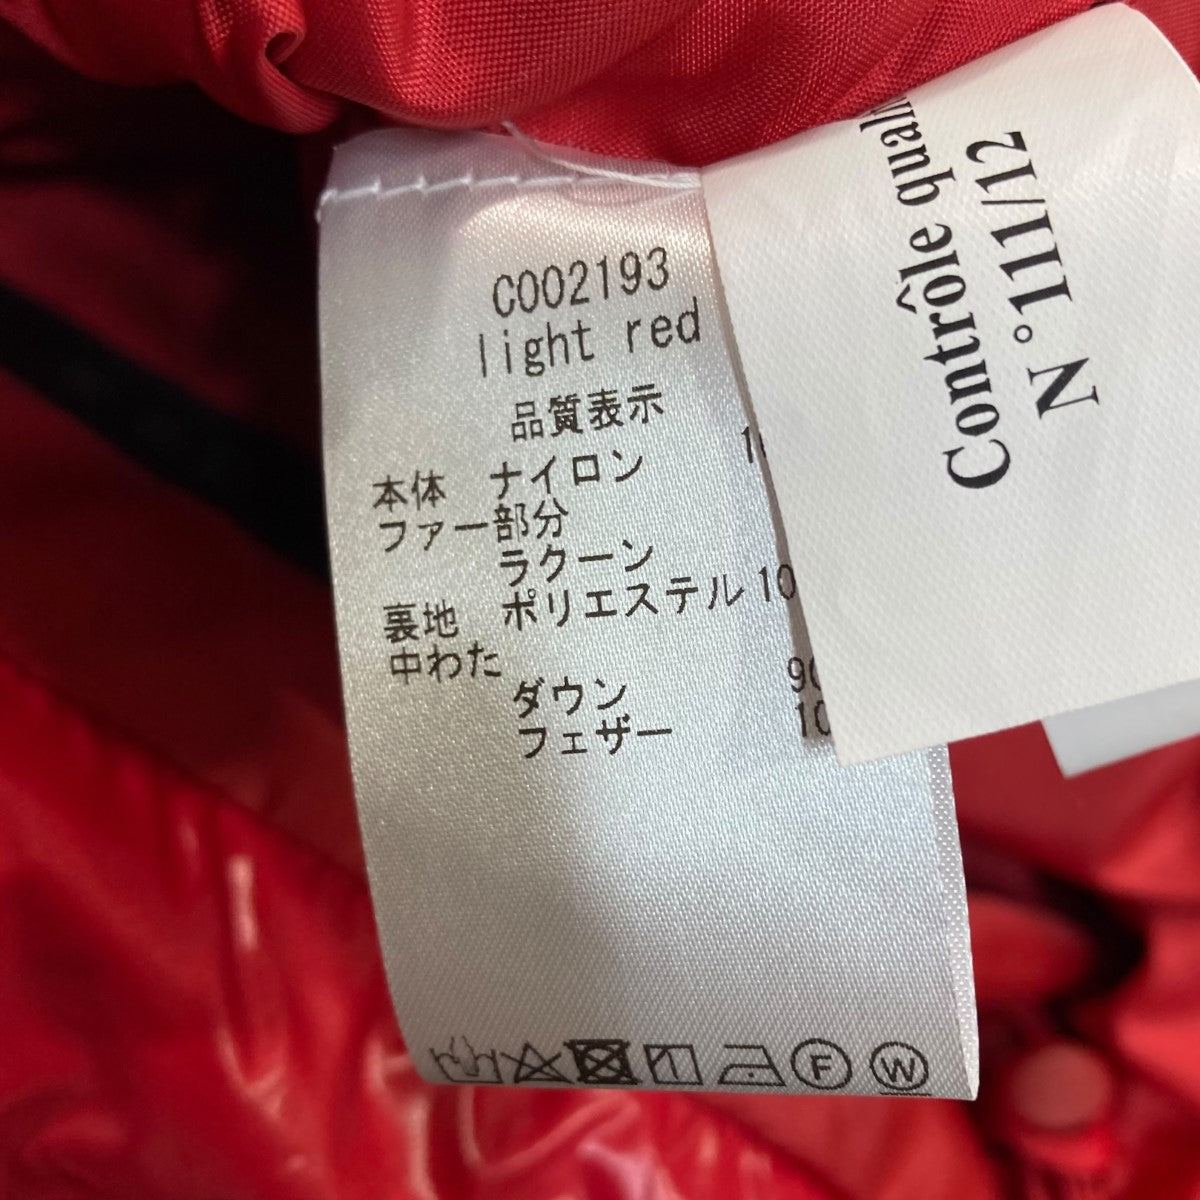 C002193
light red
品質表示
本体 ナイロン
ファー部分
ラクーン
裏地 ポリエステル
中わた
ダウン
フェザー
F
W
Contrôle
N°111/12